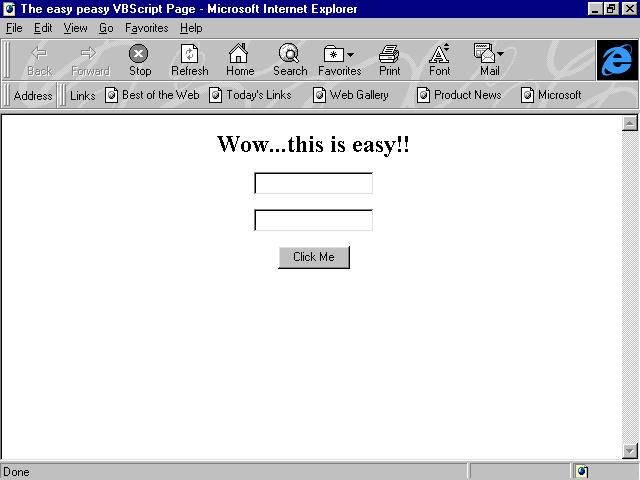 The easy peasy VBScript Page - Microsoft Internet Explorer
File Edit View Go Favorites Help
Back Forward Stop Refresh Home Search Favorites Print Font Mail
Address Links Best of the Web Today's Links Web Gallery Product News Microsoft
Wow...this is easy!!
Click Me
Done